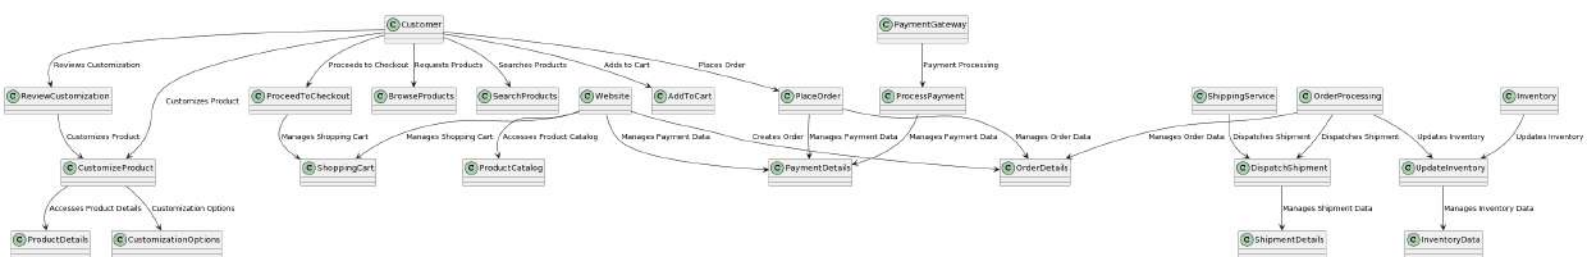 C Customer
C PaymentGateway
Reviews Customization
Customizes Product
Proceeds to Checkout
Requests Products
Searches Products
Adds to Cart
Places Order
Payment Processing
C ReviewCustomization
C ProceedToCheckout
C BrowseProducts
C SearchProducts
C Website
C AddToCart
C PlaceOrder
C ProcessPayment
C ShippingService
C OrderProcessing
C Inventory
Customizes Product
Manages Shopping Cart
Manages Shopping Cart
Accesses Product Catalog
Manages Payment Data
Creates Order
Manages Payment Data
Manages Payment Data
Manages Order Data
Manages Order Data
Dispatches Shipment
Dispatches Shipment
Updates Inventory
Updates Inventory
C CustomizeProduct
C ShoppingCart
C ProductCatalog
C PaymentDetails
C OrderDetails
C DispatchShipment
C UpdateInventory
Accesses Product Details
Customization Options
Manages Shipment Data
Manages Inventory Data
C ProductDetails
C CustomizationOptions
C ShipmentDetails
C InventoryData